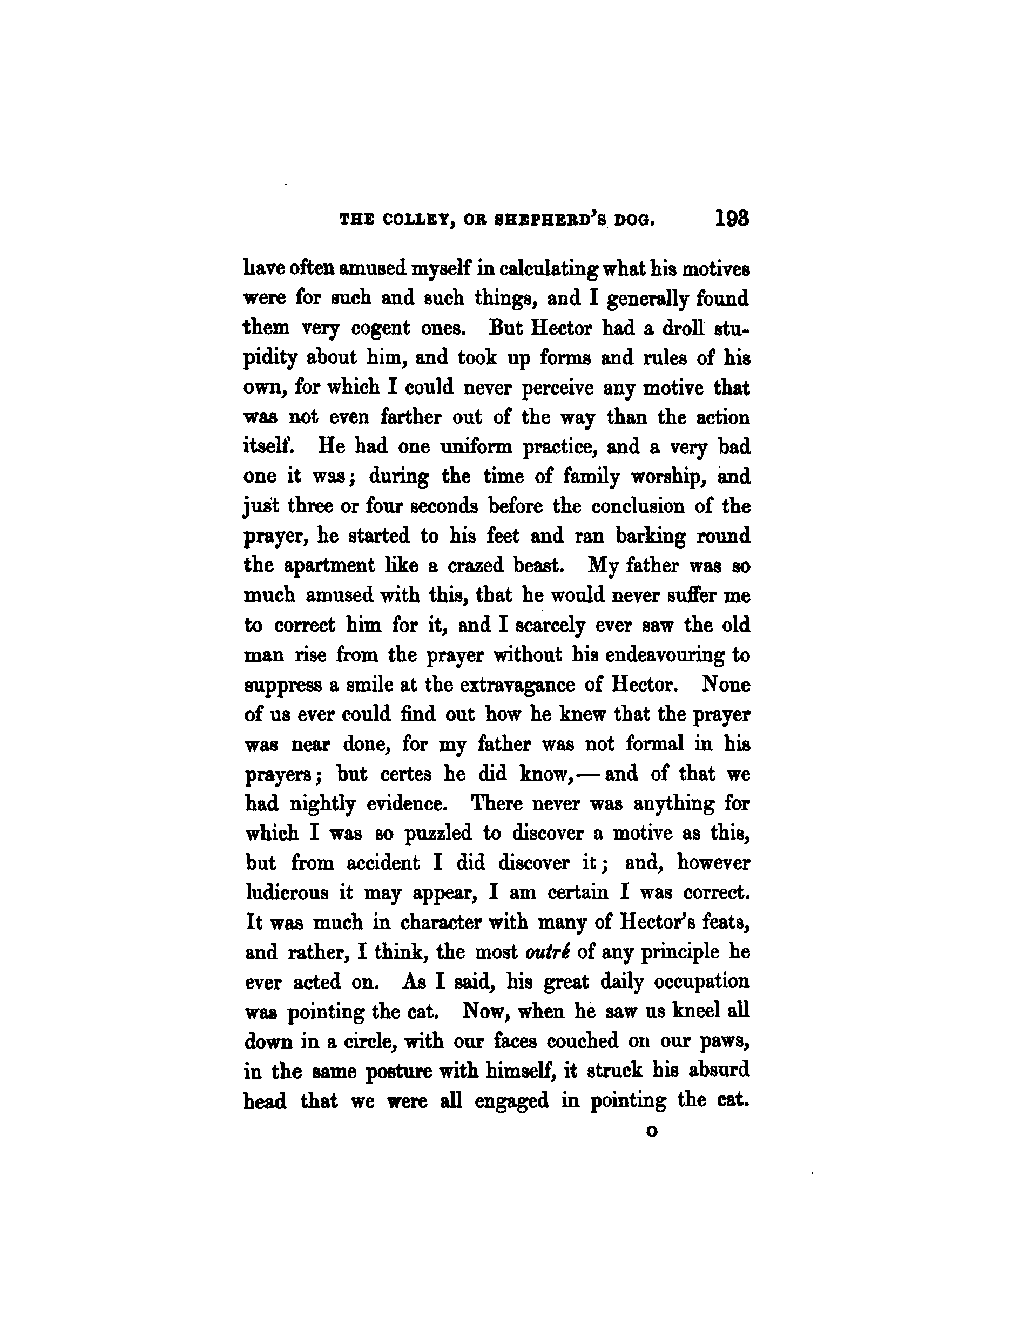 THE COLLEY, OR SHEPHERD'S DOG. 193
have often amused myself in calculating what his motives
were for such and such things, and I generally found
them very cogent ones. But Hector had a droll stu-
pidity about him, and took up forms and rules of his
own, for which I could never perceive any motive that
was not even farther out of the way than the action
itself. He had one uniform practice, and a very bad
one it was; during the time of family worship, and
just three or four seconds before the conclusion of the
prayer, he started to his feet and ran barking round
the apartment like a crazed beast. My father was so
much amused with this, that he would never suffer me
to correct him for it, and I scarcely ever saw the old
man rise from the prayer without his endeavouring to
suppress a smile at the extravagance of Hector. None
of us ever could find out how he knew that the prayer
was near done, for my father was not formal in his
prayers; but certes he did know,—and of that we
had nightly evidence. There never was anything for
which I was so puzzled to discover a motive as this,
but from accident I did discover it; and, however
ludicrous it may appear, I am certain I was correct.
It was much in character with many of Hector's feats,
and rather, I think, the most outré of any principle he
ever acted on. As I said, his great daily occupation
was pointing the cat. Now, when he saw us kneel all
down in a circle, with our faces couched on our paws,
in the same posture with himself, it struck his absurd
head that we were all engaged in pointing the cat.
O